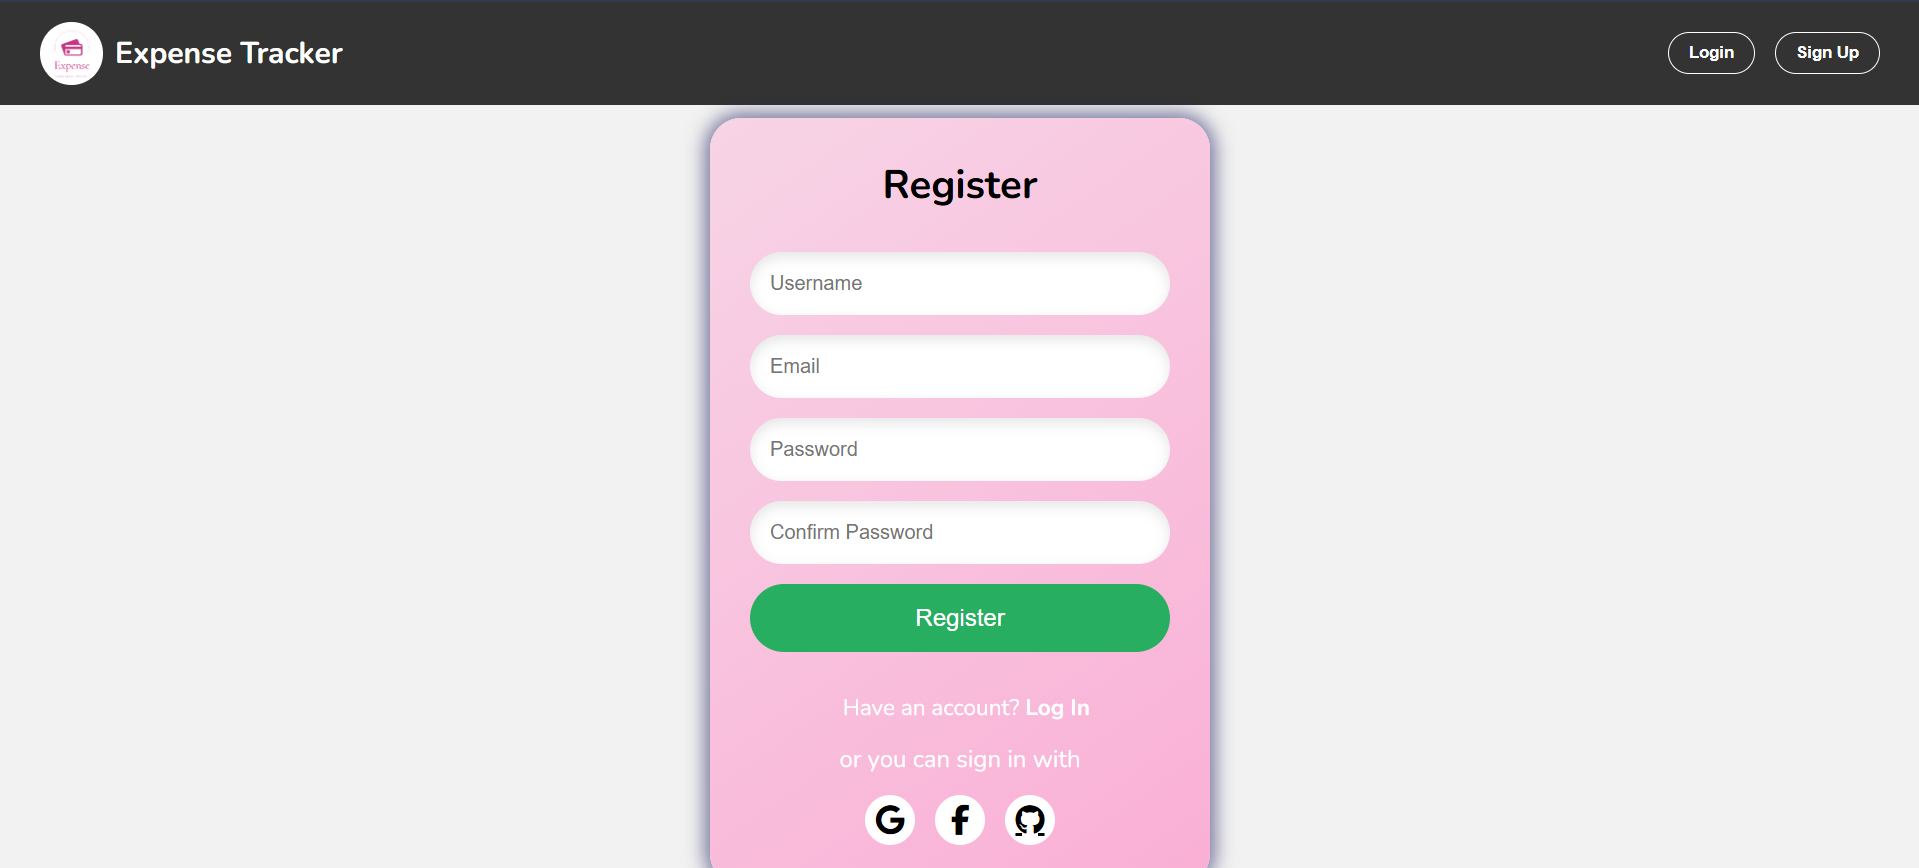 Expense
Expense Tracker
Login
Sign Up
Register
Username
Email
Password
Confirm Password
Register
Have an account? Log In
or you can sign in with